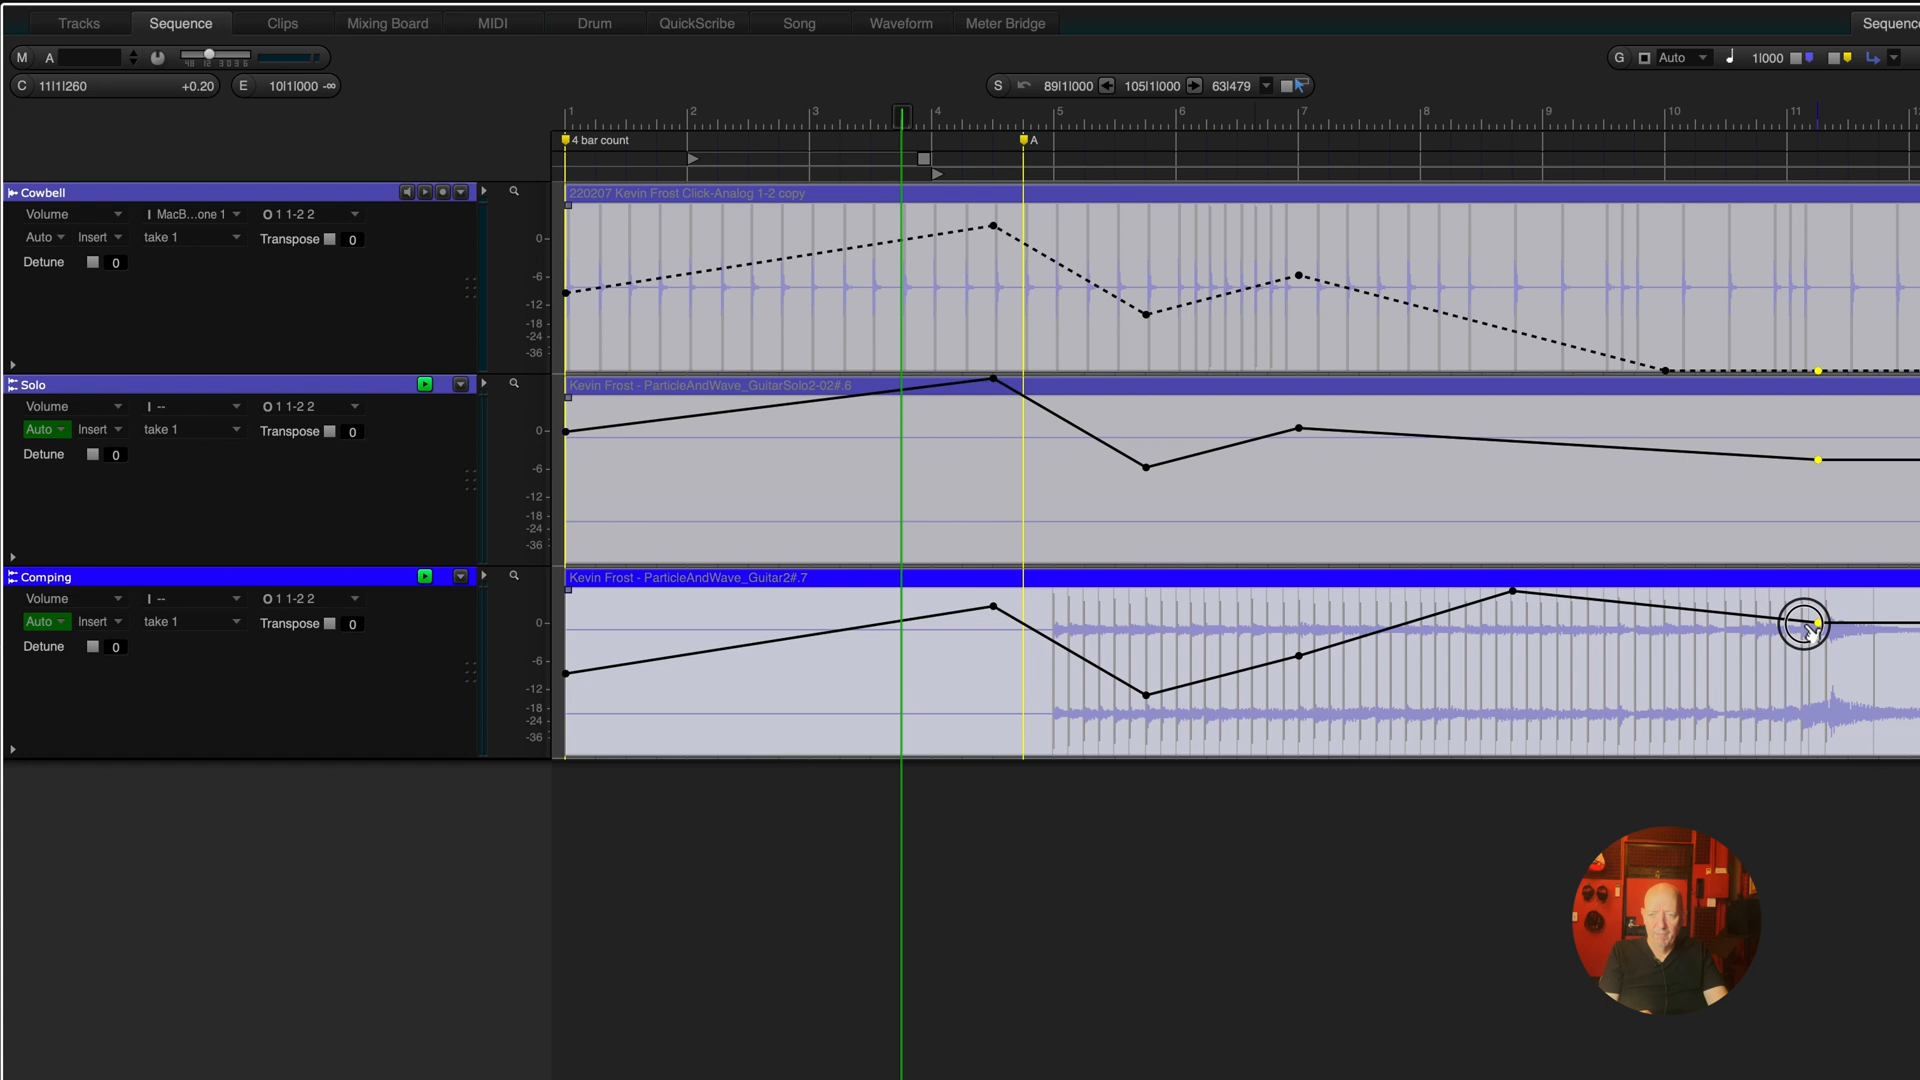 Tracks Sequence Clips Mixing Board MIDI Drum QuickScribe Song Waveform Meter Bridge Sequenc
M A G Auto 1|000
C 11|1|260 +0.20 E 10|1|000 -∞ S 89|1|000 105|1|000 63|479
1 2 3 4 5 6 7 8 9 10 11
4 bar count A
Cowbell 220207 Kevin Frost Click-Analog 1-2 copy
Volume I MacB...one 1 O 1 1-2 2
Auto Insert take 1 Transpose 0
Detune 0
0
-6
-12
-18
-24
-36
Solo Kevin Frost - ParticleAndWave_GuitarSolo2-02#.6
Volume I -- O 1 1-2 2
Auto Insert take 1 Transpose 0
Detune 0
0
-6
-12
-18
-24
-36
Comping Kevin Frost - ParticleAndWave_Guitar2#.7
Volume I -- O 1 1-2 2
Auto Insert take 1 Transpose 0
Detune 0
0
-6
-12
-18
-24
-36